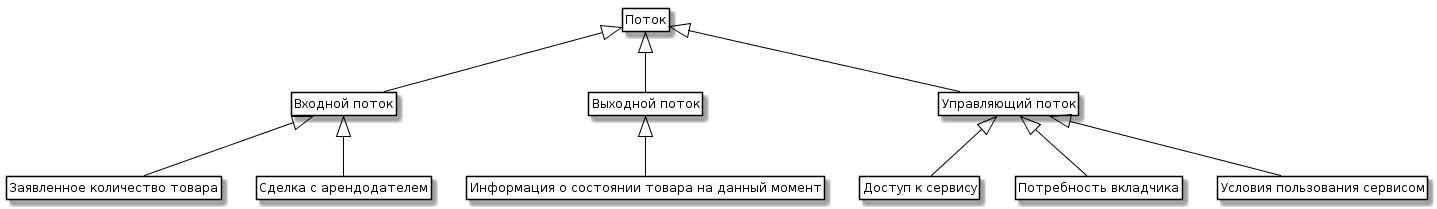 Поток
Входной поток
Выходной поток
Управляющий поток
Заявленное количество товара
Сделка с арендодателем
Информация о состоянии товара на данный момент
Доступ к сервису
Потребность вкладчика
Условия пользования сервисом